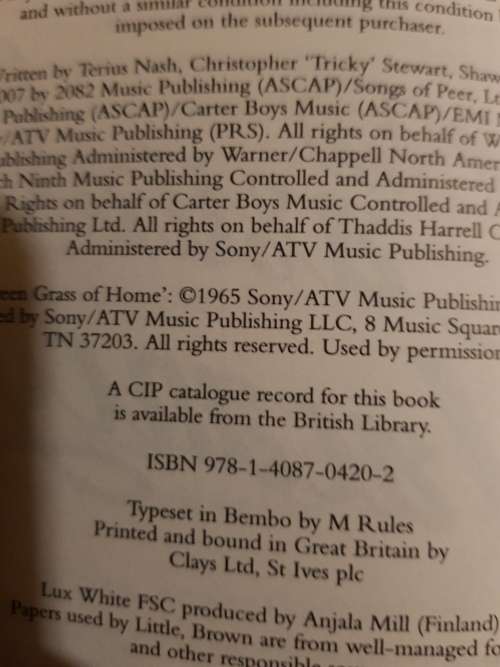 and without a similar condition including this condition
imposed on the subsequent purchaser.
ritten by Terius Nash, Christopher 'Tricky' Stewart, Shaw
007 by 2082 Music Publishing (ASCAP)/Songs of Peer, Lt
Publishing (ASCAP)/Carter Boys Music (ASCAP)/EMI
/ATV Music Publishing (PRS). All rights on behalf of W
ublishing Administered by Warner/Chappell North Amer
h Ninth Music Publishing Controlled and Administered
Rights on behalf of Carter Boys Music Controlled and A
Publishing Ltd. All rights on behalf of Thaddis Harrell C
Administered by Sony/ATV Music Publishing.
een Grass of Home': ©1965 Sony/ATV Music Publishin
ed by Sony/ATV Music Publishing LLC, 8 Music Squar
TN 37203. All rights reserved. Used by permission
A CIP catalogue record for this book
is available from the British Library.
ISBN 978-1-4087-0420-2
Typeset in Bembo by M Rules
Printed and bound in Great Britain by
Clays Ltd, St Ives plc
Lux White FSC produced by Anjala Mill (Finland)
Papers used by Little, Brown are from well-managed fo
and other responsible